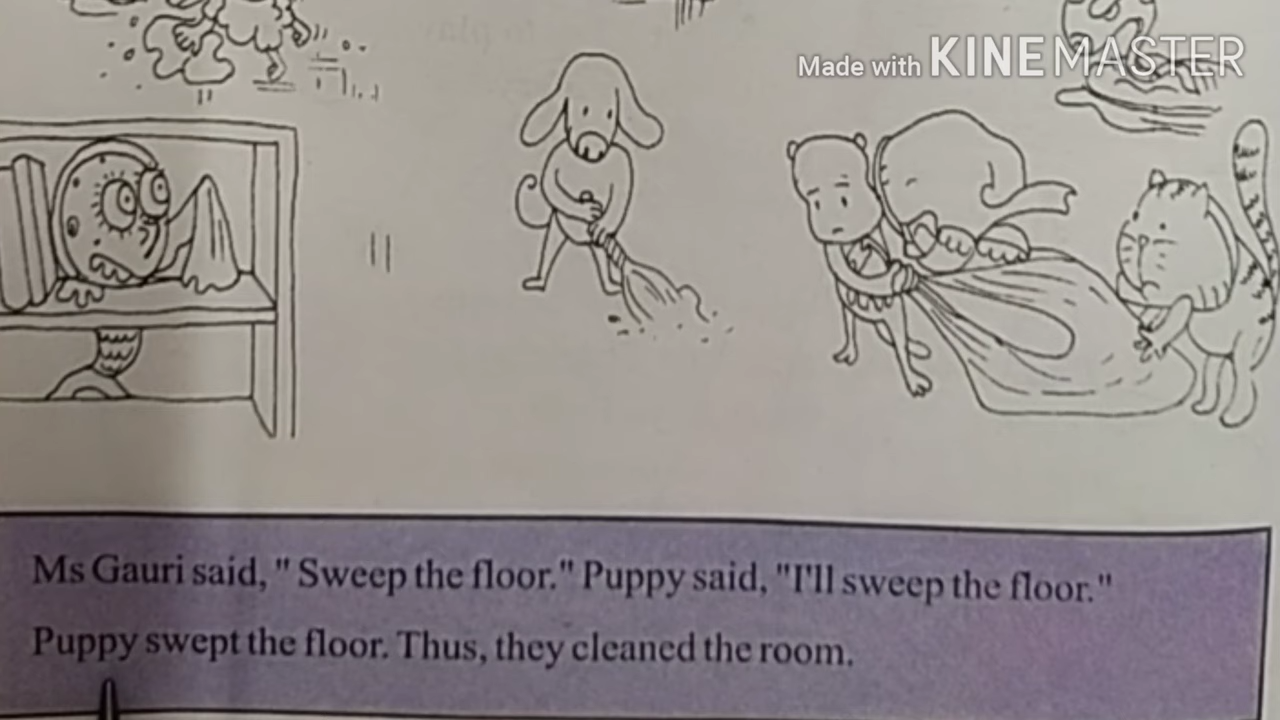 Made with KINEMASTER
Ms Gauri said, " Sweep the floor." Puppy said, "I'll sweep the floor."
Puppy swept the floor. Thus, they cleaned the room.